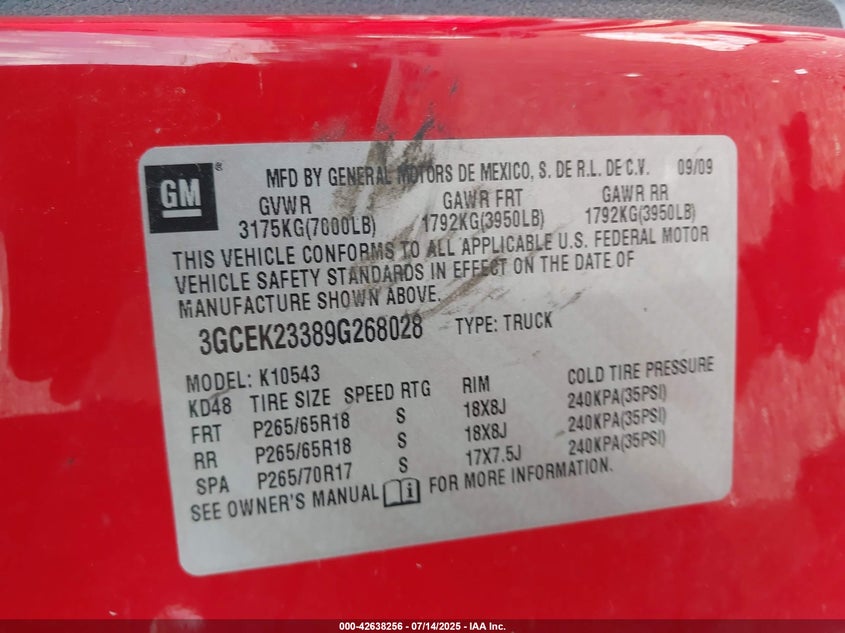 GM ® MFD BY GENERAL MOTORS DE MEXICO, S. DE R.L. DE C.V. 09/09
GVWR GAWR FRT GAWR RR
3175KG(7000LB) 1792KG(3950LB) 1792KG(3950LB)
THIS VEHICLE CONFORMS TO ALL APPLICABLE U.S. FEDERAL MOTOR
VEHICLE SAFETY STANDARDS IN EFFECT ON THE DATE OF
MANUFACTURE SHOWN ABOVE.
3GCEK23389G268028 TYPE: TRUCK
MODEL: K10543
KD48 TIRE SIZE SPEED RTG RIM COLD TIRE PRESSURE
FRT P265/65R18 S 18X8J 240KPA(35PSI)
RR P265/65R18 S 18X8J 240KPA(35PSI)
SPA P265/70R17 S 17X7.5J 240KPA(35PSI)
SEE OWNER'S MANUAL FOR MORE INFORMATION.
000-42638256 - 07/14/2025 - IAA Inc.